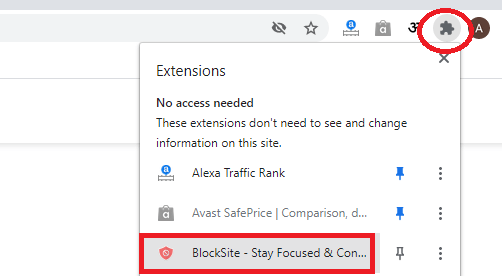 अ
A
Extensions
No access needed
These extensions don't need to see and change
information on this site.
a Alexa Traffic Rank
a Avast SafePrice | Comparison, d...
BlockSite - Stay Focused & Con...